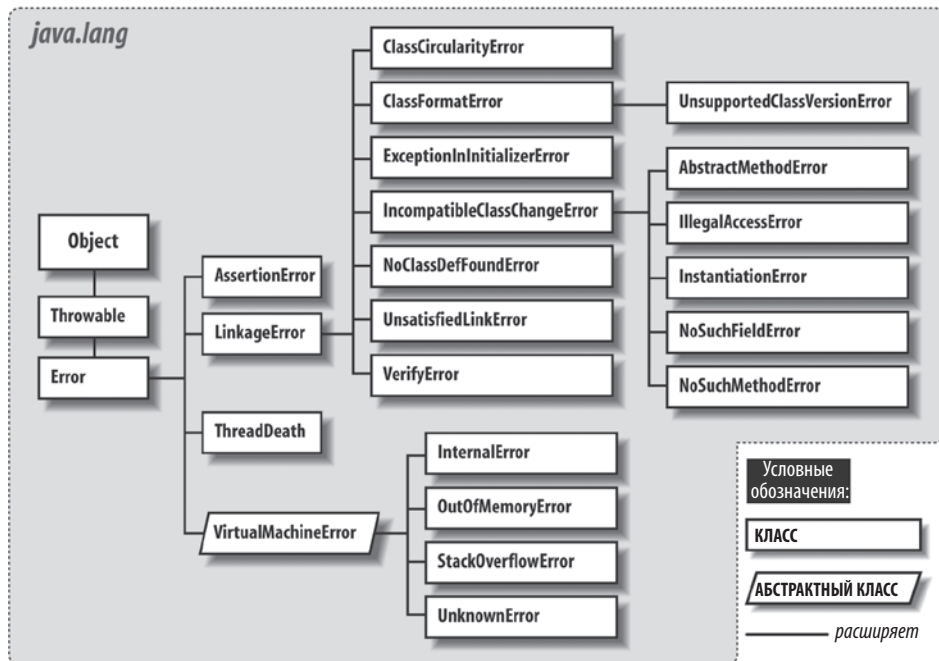 java.lang
Object
Throwable
Error
AssertionError
LinkageError
ThreadDeath
VirtualMachineError
ClassCircularityError
ClassFormatError
ExceptionInInitializerError
IncompatibleClassChangeError
NoClassDefFoundError
UnsatisfiedLinkError
VerifyError
UnsupportedClassVersionError
AbstractMethodError
IllegalAccessError
InstantiationError
NoSuchFieldError
NoSuchMethodError
InternalError
OutOfMemoryError
StackOverflowError
UnknownError
Условные
обозначения:
КЛАСС
АБСТРАКТНЫЙ КЛАСС
расширяет